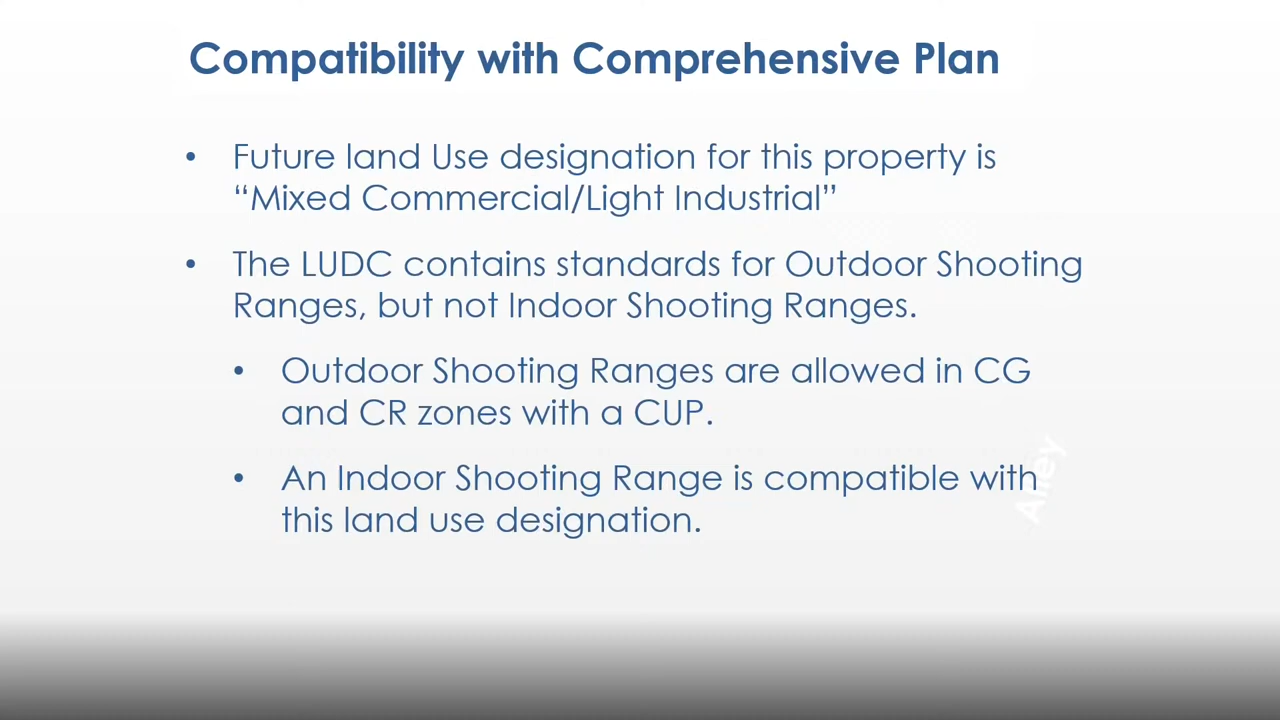 Compatibility with Comprehensive Plan
• Future land Use designation for this property is
“Mixed Commercial/Light Industrial”
• The LUDC contains standards for Outdoor Shooting
Ranges, but not Indoor Shooting Ranges.
• Outdoor Shooting Ranges are allowed in CG
and CR zones with a CUP.
• An Indoor Shooting Range is compatible with
this land use designation.
Alley